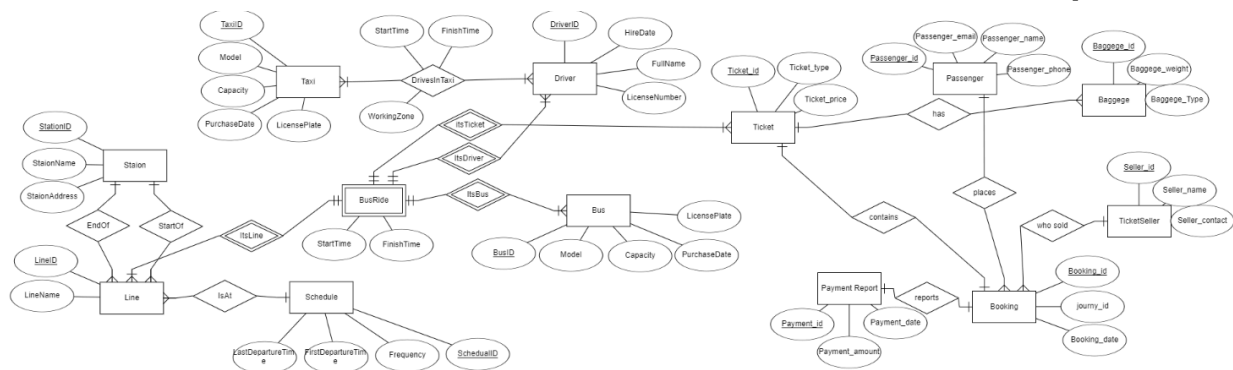 TaxiID
Model
Capacity
PurchaseDate
LicensePlate
Taxi
StartTime
FinishTime
DrivesInTaxi
WorkingZone
DriverID
HireDate
FullName
LicenseNumber
Driver
Ticket_id
Ticket_type
Ticket_price
Ticket
Passenger_email
Passenger_name
Passenger_id
Passenger_phone
Passenger
Baggege_id
Baggege_weight
Baggege_Type
Baggege
has
StationID
StaionName
StaionAddress
Staion
EndOf
StartOf
itsTicket
ItsDriver
ItsBus
ItsLine
BusRide
StartTime
FinishTime
Bus
LicensePlate
BusID
Model
Capacity
PurchaseDate
places
contains
Seller_id
Seller_name
Seller_contact
TicketSeller
who sold
LineID
LineName
Line
IsAt
Schedule
LastDepartureTim
e
FirstDepartureTim
e
Frequency
SchedualID
Payment Report
Payment_id
Payment_date
Payment_amount
reports
Booking
Booking_id
journy_id
Booking_date